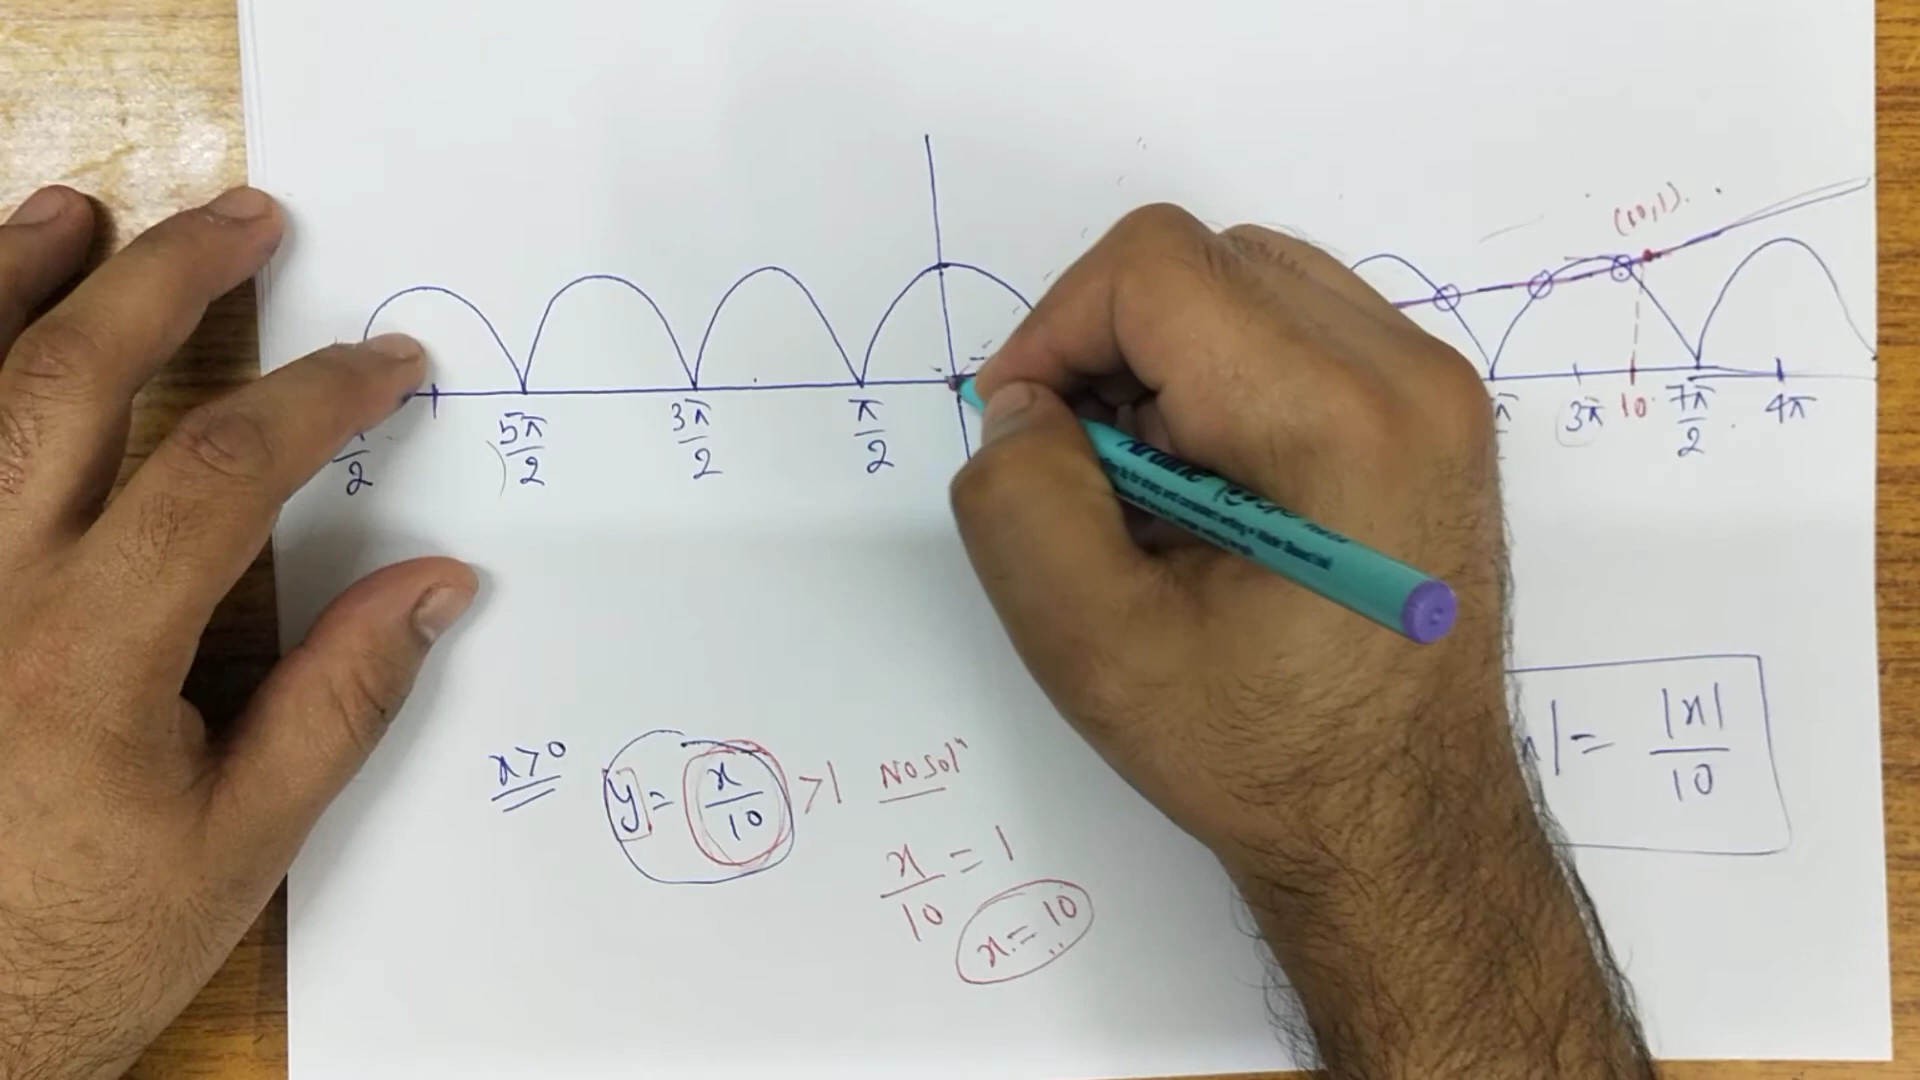 (10,1).
5π/2 3π/2 π/2 3π 10 7π/2 4π
x>0 y = x/10 >1 No solⁿ
x/10 = 1
x = 10
| = |x|/10